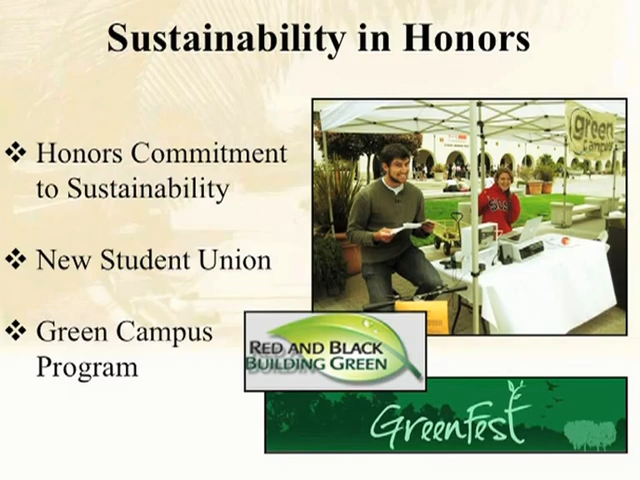 Sustainability in Honors
❖ Honors Commitment
to Sustainability
❖ New Student Union
❖ Green Campus
Program
green
campus
RED AND BLACK
BUILDING GREEN
GreenFest